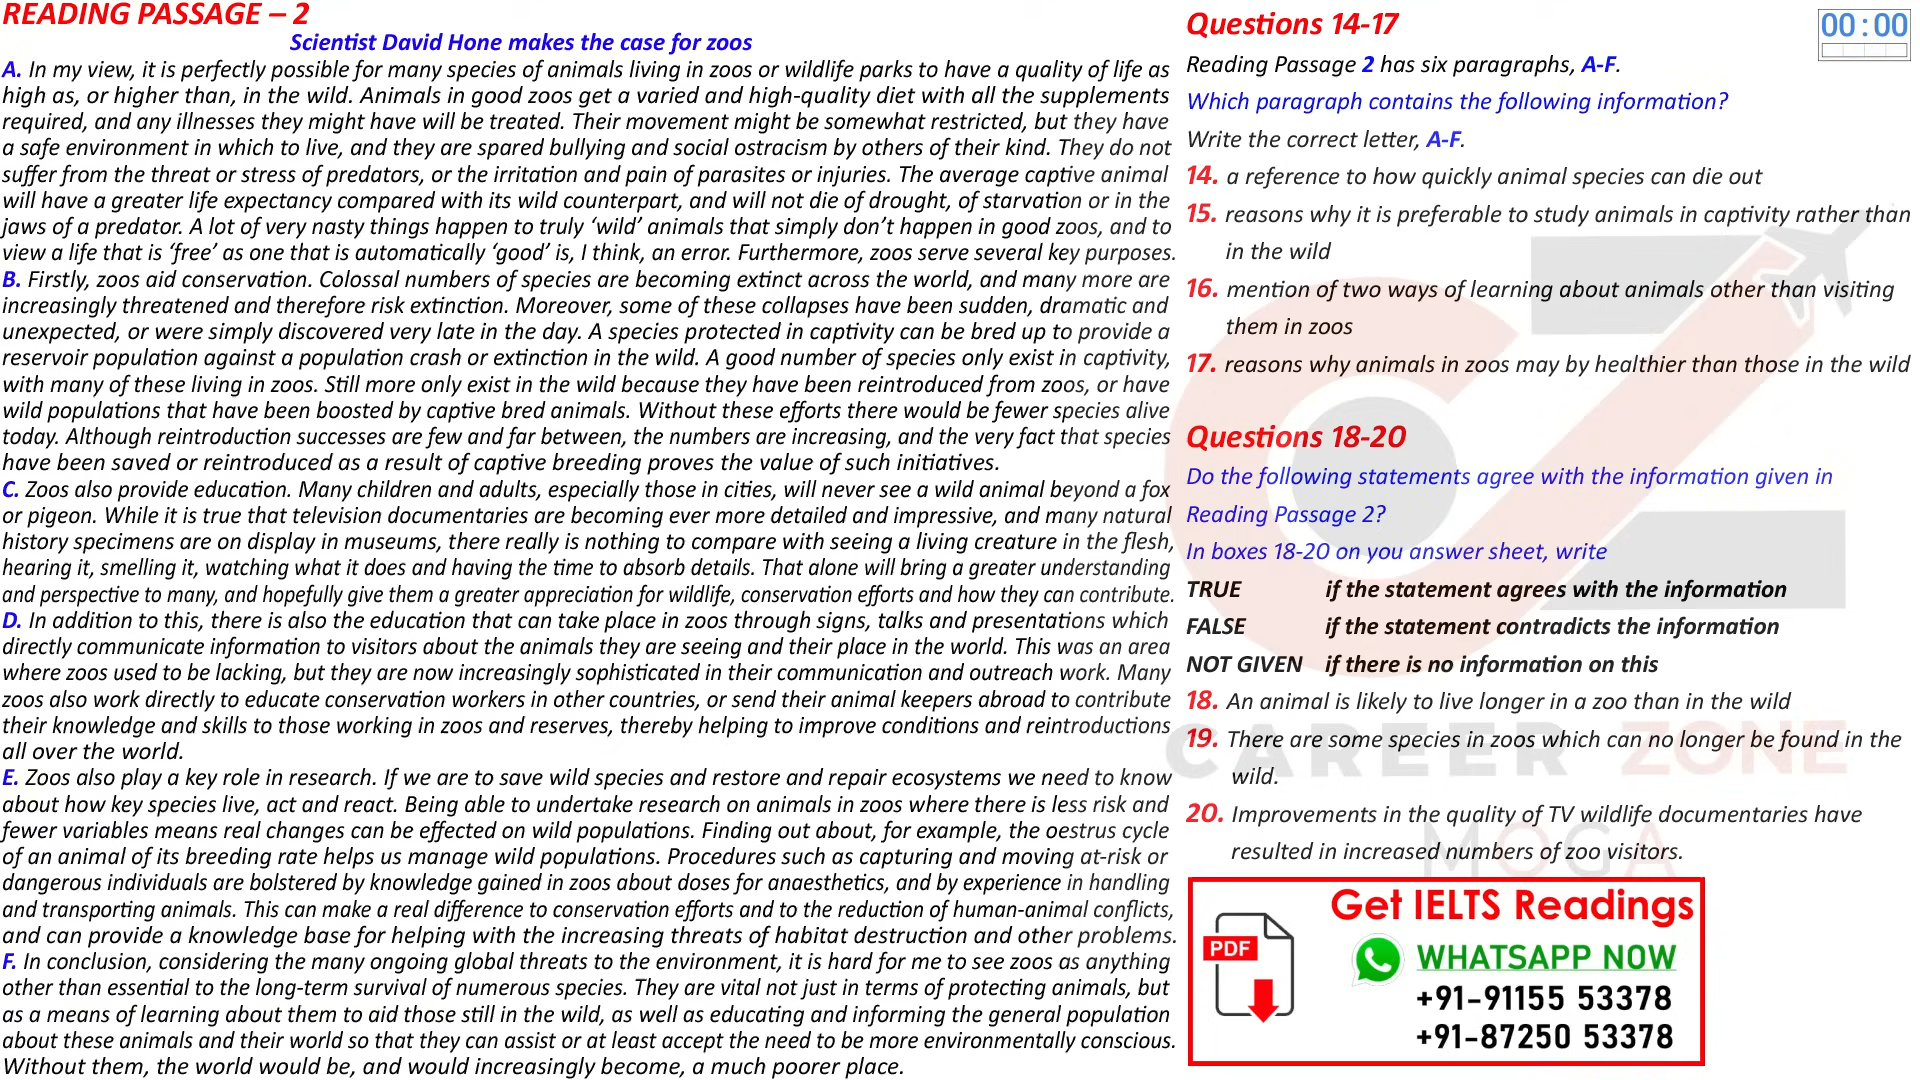 READING PASSAGE – 2
Scientist David Hone makes the case for zoos
A. In my view, it is perfectly possible for many species of animals living in zoos or wildlife parks to have a quality of life as
high as, or higher than, in the wild. Animals in good zoos get a varied and high-quality diet with all the supplements
required, and any illnesses they might have will be treated. Their movement might be somewhat restricted, but they have
a safe environment in which to live, and they are spared bullying and social ostracism by others of their kind. They do not
suffer from the threat or stress of predators, or the irritation and pain of parasites or injuries. The average captive animal
will have a greater life expectancy compared with its wild counterpart, and will not die of drought, of starvation or in the
jaws of a predator. A lot of very nasty things happen to truly ‘wild’ animals that simply don’t happen in good zoos, and to
view a life that is ‘free’ as one that is automatically ‘good’ is, I think, an error. Furthermore, zoos serve several key purposes.
B. Firstly, zoos aid conservation. Colossal numbers of species are becoming extinct across the world, and many more are
increasingly threatened and therefore risk extinction. Moreover, some of these collapses have been sudden, dramatic and
unexpected, or were simply discovered very late in the day. A species protected in captivity can be bred up to provide a
reservoir population against a population crash or extinction in the wild. A good number of species only exist in captivity,
with many of these living in zoos. Still more only exist in the wild because they have been reintroduced from zoos, or have
wild populations that have been boosted by captive bred animals. Without these efforts there would be fewer species alive
today. Although reintroduction successes are few and far between, the numbers are increasing, and the very fact that species
have been saved or reintroduced as a result of captive breeding proves the value of such initiatives.
C. Zoos also provide education. Many children and adults, especially those in cities, will never see a wild animal beyond a fox
or pigeon. While it is true that television documentaries are becoming ever more detailed and impressive, and many natural
history specimens are on display in museums, there really is nothing to compare with seeing a living creature in the flesh,
hearing it, smelling it, watching what it does and having the time to absorb details. That alone will bring a greater understanding
and perspective to many, and hopefully give them a greater appreciation for wildlife, conservation efforts and how they can contribute.
D. In addition to this, there is also the education that can take place in zoos through signs, talks and presentations which
directly communicate information to visitors about the animals they are seeing and their place in the world. This was an area
where zoos used to be lacking, but they are now increasingly sophisticated in their communication and outreach work. Many
zoos also work directly to educate conservation workers in other countries, or send their animal keepers abroad to contribute
their knowledge and skills to those working in zoos and reserves, thereby helping to improve conditions and reintroductions
all over the world.
E. Zoos also play a key role in research. If we are to save wild species and restore and repair ecosystems we need to know
about how key species live, act and react. Being able to undertake research on animals in zoos where there is less risk and
fewer variables means real changes can be effected on wild populations. Finding out about, for example, the oestrus cycle
of an animal of its breeding rate helps us manage wild populations. Procedures such as capturing and moving at-risk or
dangerous individuals are bolstered by knowledge gained in zoos about doses for anaesthetics, and by experience in handling
and transporting animals. This can make a real difference to conservation efforts and to the reduction of human-animal conflicts,
and can provide a knowledge base for helping with the increasing threats of habitat destruction and other problems.
F. In conclusion, considering the many ongoing global threats to the environment, it is hard for me to see zoos as anything
other than essential to the long-term survival of numerous species. They are vital not just in terms of protecting animals, but
as a means of learning about them to aid those still in the wild, as well as educating and informing the general population
about these animals and their world so that they can assist or at least accept the need to be more environmentally conscious.
Without them, the world would be, and would increasingly become, a much poorer place.
Questions 14-17
00:00
Reading Passage 2 has six paragraphs, A-F.
Which paragraph contains the following information?
Write the correct letter, A-F.
14. a reference to how quickly animal species can die out
15. reasons why it is preferable to study animals in captivity rather than
in the wild
16. mention of two ways of learning about animals other than visiting
them in zoos
17. reasons why animals in zoos may by healthier than those in the wild
Questions 18-20
Do the following statements agree with the information given in
Reading Passage 2?
In boxes 18-20 on you answer sheet, write
TRUE if the statement agrees with the information
FALSE if the statement contradicts the information
NOT GIVEN if there is no information on this
18. An animal is likely to live longer in a zoo than in the wild
19. There are some species in zoos which can no longer be found in the
wild.
20. Improvements in the quality of TV wildlife documentaries have
resulted in increased numbers of zoo visitors.
CAREER ZONE
MOGA
Get IELTS Readings
PDF
WHATSAPP NOW
+91-91155 53378
+91-87250 53378